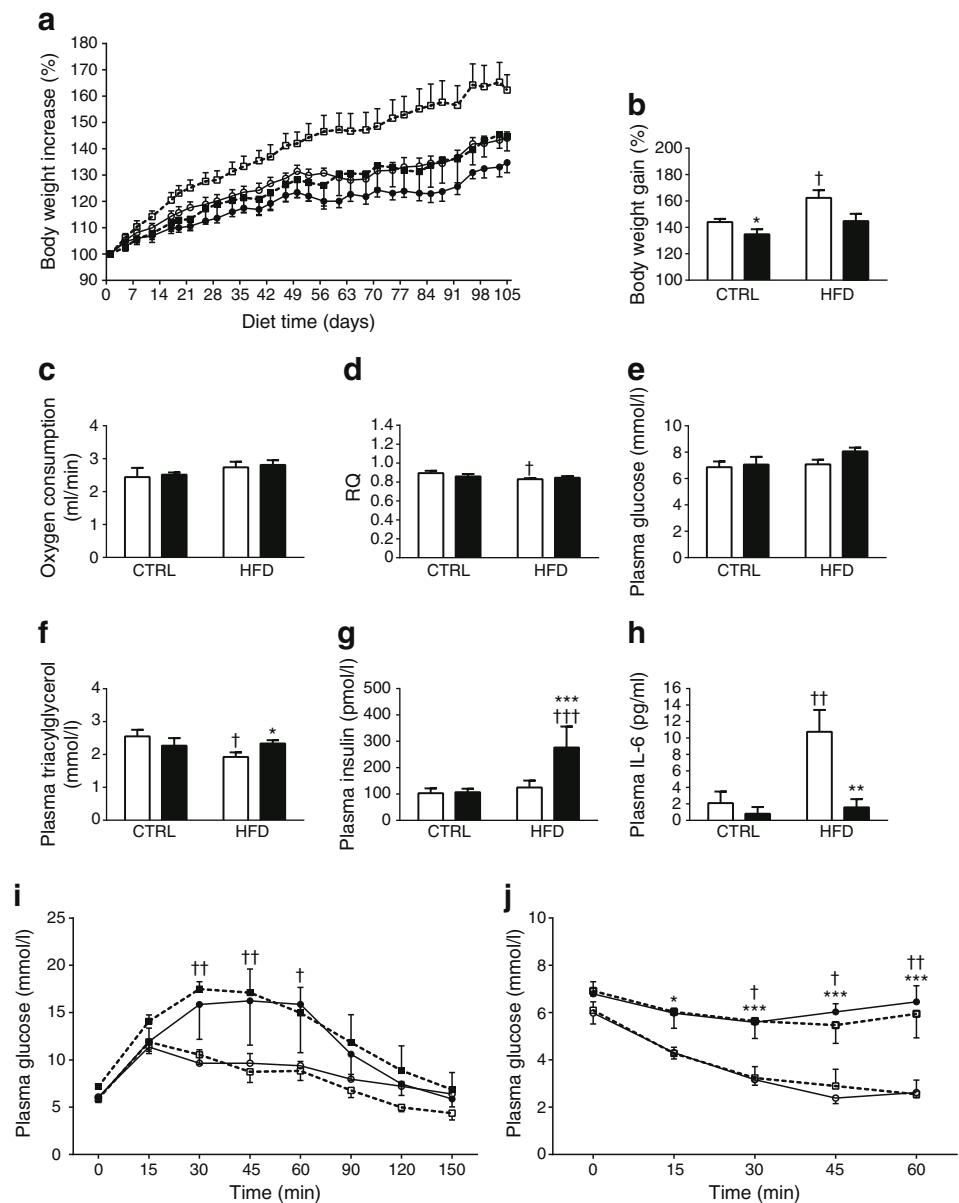 a
180
170
160
150
140
130
120
110
100
90
Body weight increase (%)
0 7 14 21 28 35 42 49 56 63 70 77 84 91 98 105
Diet time (days)
b
200
180
160
140
120
100
Body weight gain (%)
*
†
CTRL HFD
c
4
3
2
1
0
Oxygen consumption
(ml/min)
CTRL HFD
d
1.4
1.2
1.0
0.8
0.6
0.4
0.2
0
RQ
†
CTRL HFD
e
10
8
6
4
2
0
Plasma glucose (mmol/l)
CTRL HFD
f
4
3
2
1
0
Plasma triacylglycerol
(mmol/l)
† *
CTRL HFD
g
500
400
300
200
100
0
Plasma insulin (pmol/l)
***
†††
CTRL HFD
h
16
14
12
10
8
6
4
2
0
Plasma IL-6 (pg/ml)
††
**
CTRL HFD
i
25
20
15
10
5
0
Plasma glucose (mmol/l)
†† †† †
0 15 30 45 60 90 120 150
Time (min)
j
10
8
6
4
2
0
Plasma glucose (mmol/l)
*
†
***
†
***
††
***
0 15 30 45 60
Time (min)